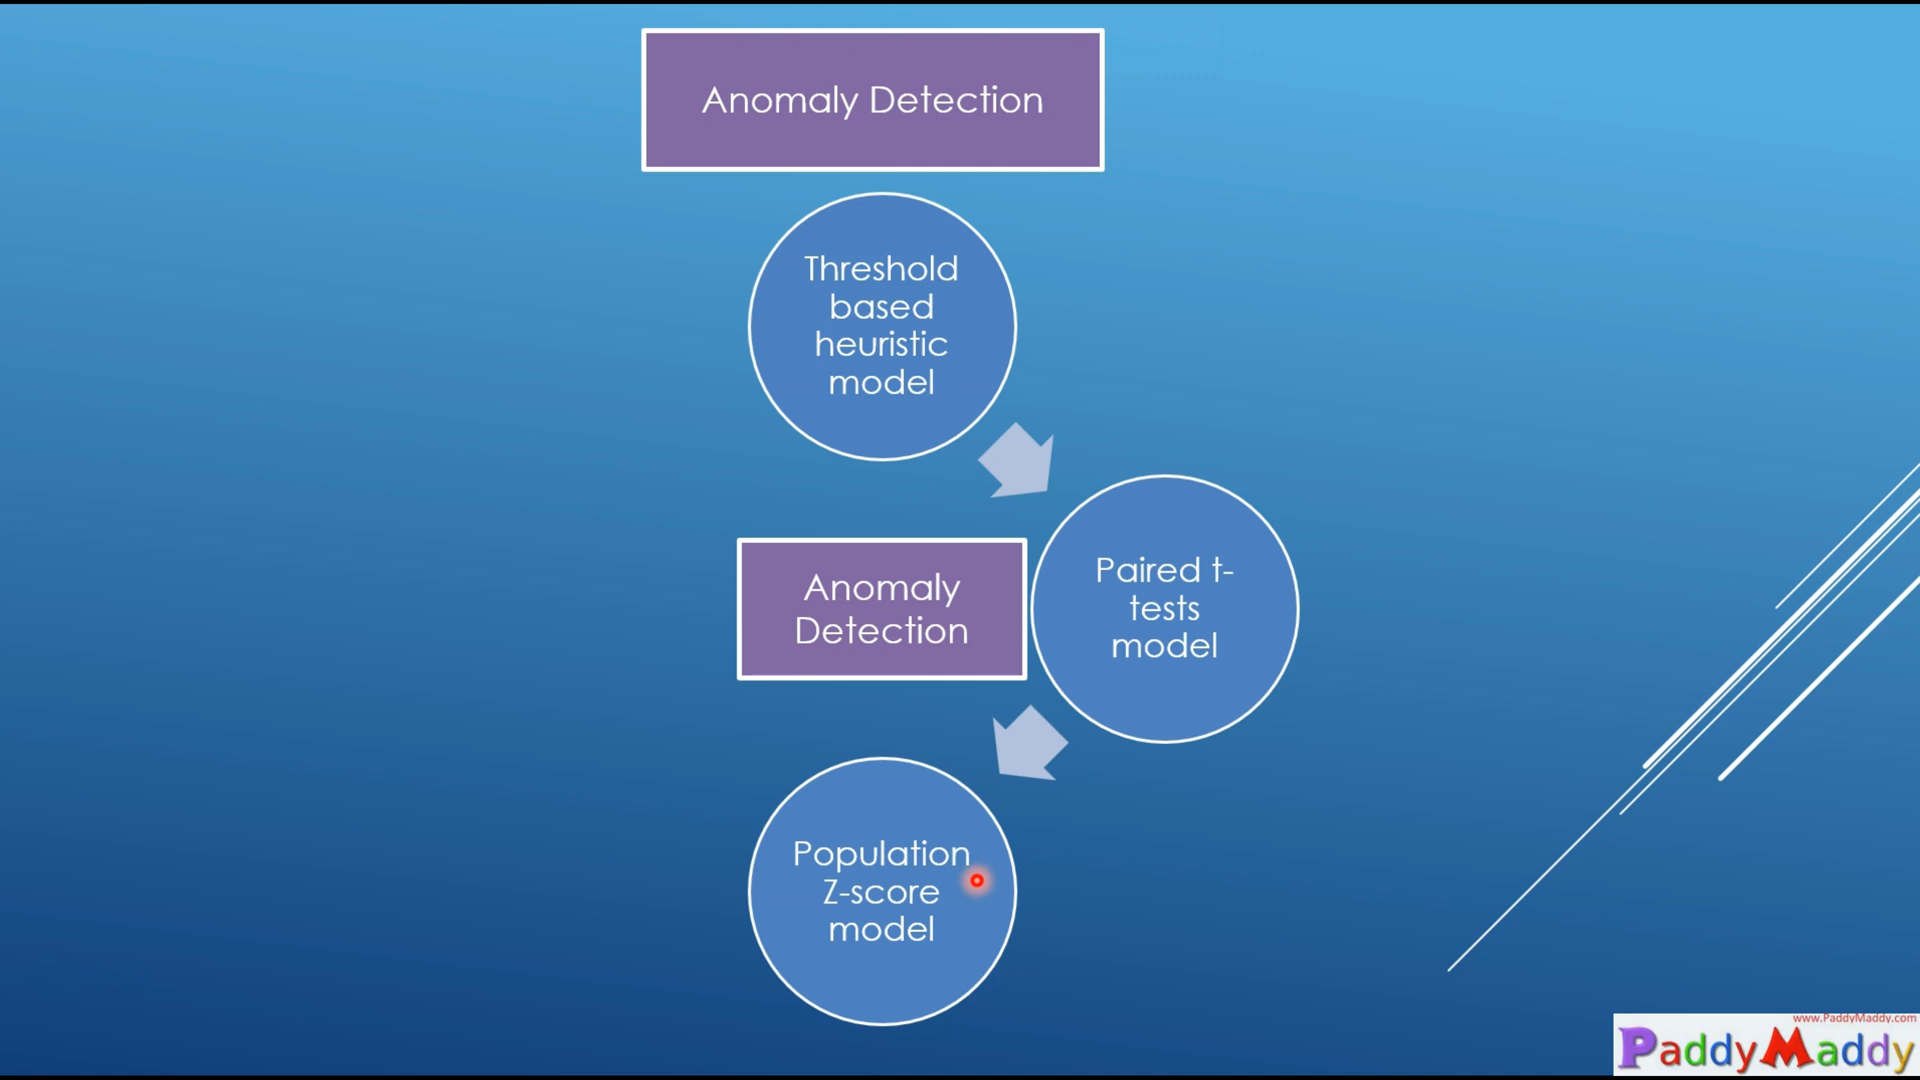 Anomaly Detection
Threshold
based
heuristic
model
Anomaly
Detection
Paired t-
tests
model
Population
Z-score
model
www.PaddyMaddy.com
PaddyMaddy